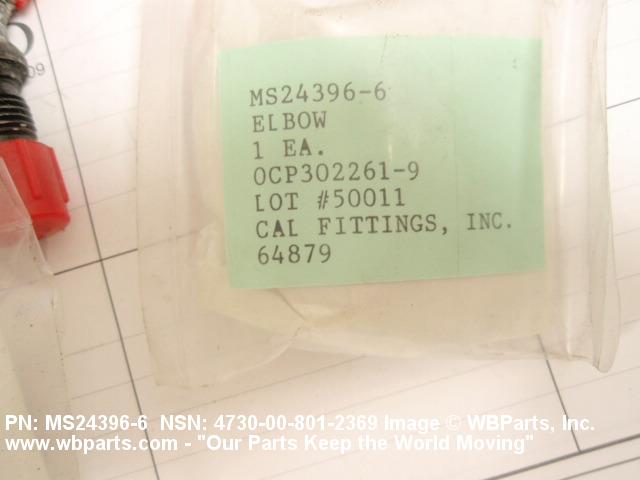 09
MS24396-6
ELBOW
1 EA.
OCP302261-9
LOT #50011
CAL FITTINGS, INC.
64879
PN: MS24396-6 NSN: 4730-00-801-2369 Image © WBParts, Inc.
www.wbparts.com - "Our Parts Keep the World Moving"